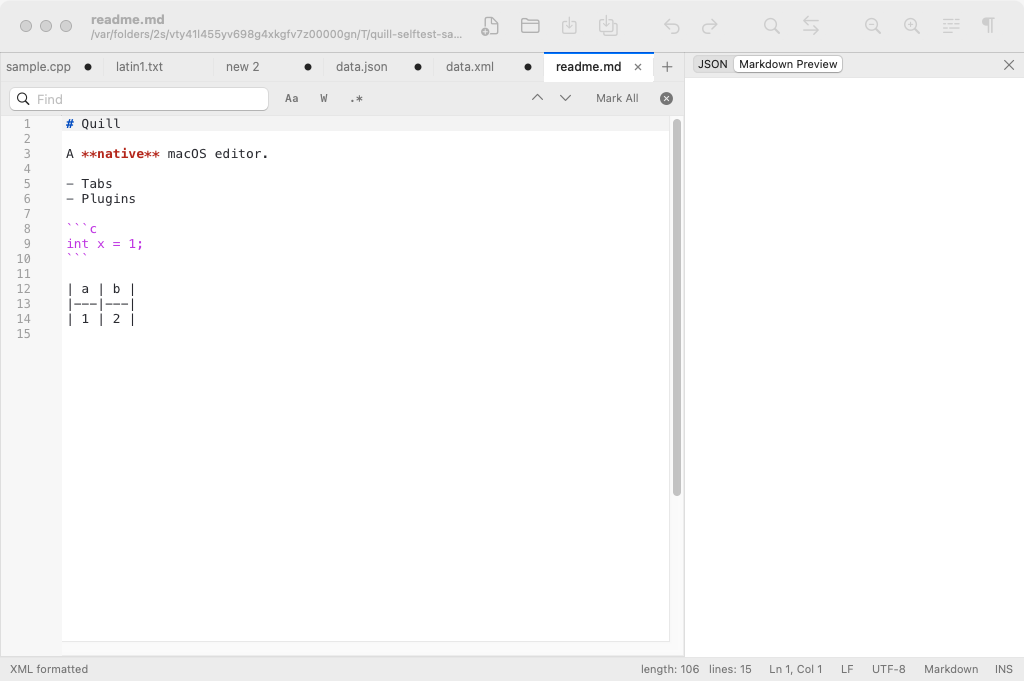 readme.md
/var/folders/2s/vty41l455yv698g4xkgfv7z00000gn/T/quill-selftest-sa...
sample.cpp latin1.txt new 2 data.json data.xml readme.md
JSON Markdown Preview
Find Aa W .* Mark All
1 # Quill
2
3 A **native** macOS editor.
4
5 - Tabs
6 - Plugins
7
8 ```c
9 int x = 1;
10 ```
11
12 | a | b |
13 |---|---|
14 | 1 | 2 |
15
XML formatted length: 106 lines: 15 Ln 1, Col 1 LF UTF-8 Markdown INS